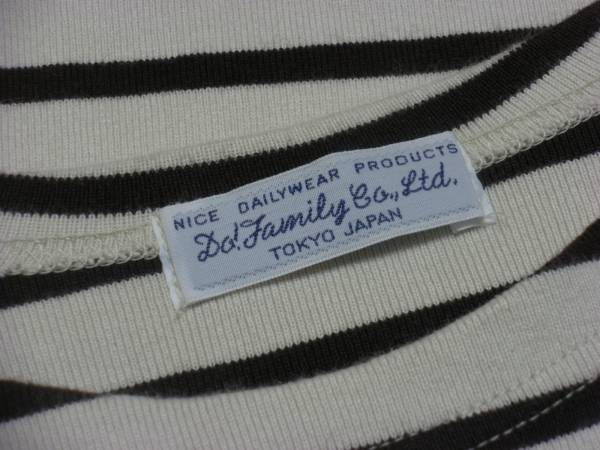 NICE DAILYWEAR PRODUCTS
Do! Family Co., Ltd.
TOKYO JAPAN